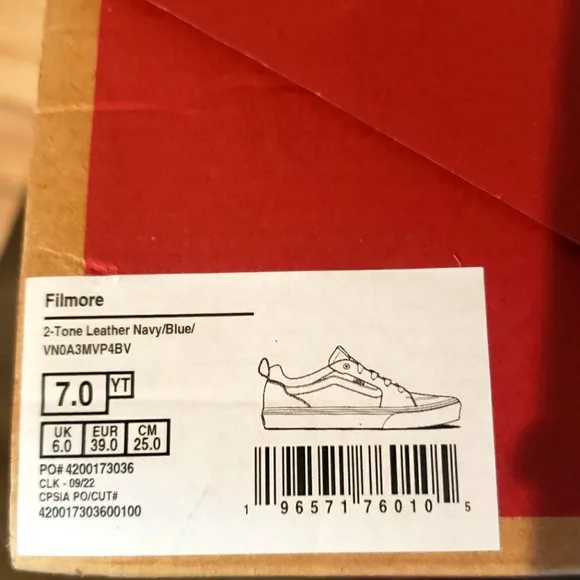 Filmore
2-Tone Leather Navy/Blue/
VN0A3MVP4BV
7.0 YT
UK EUR CM
6.0 39.0 25.0
PO# 4200173036
CLK - 09/22
CPSIA PO/CUT#
420017303600100
1 96571 76010 5